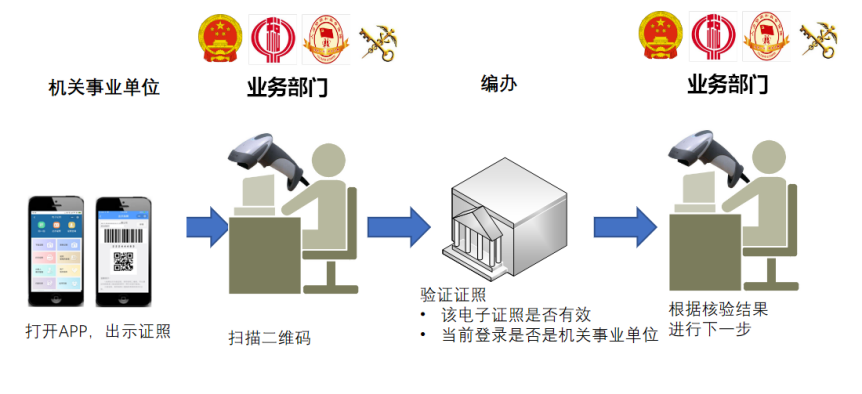 机关事业单位
业务部门
编办
业务部门
打开APP，出示证照
扫描二维码
验证证照
• 该电子证照是否有效
• 当前登录是否是机关事业单位
根据核验结果
进行下一步